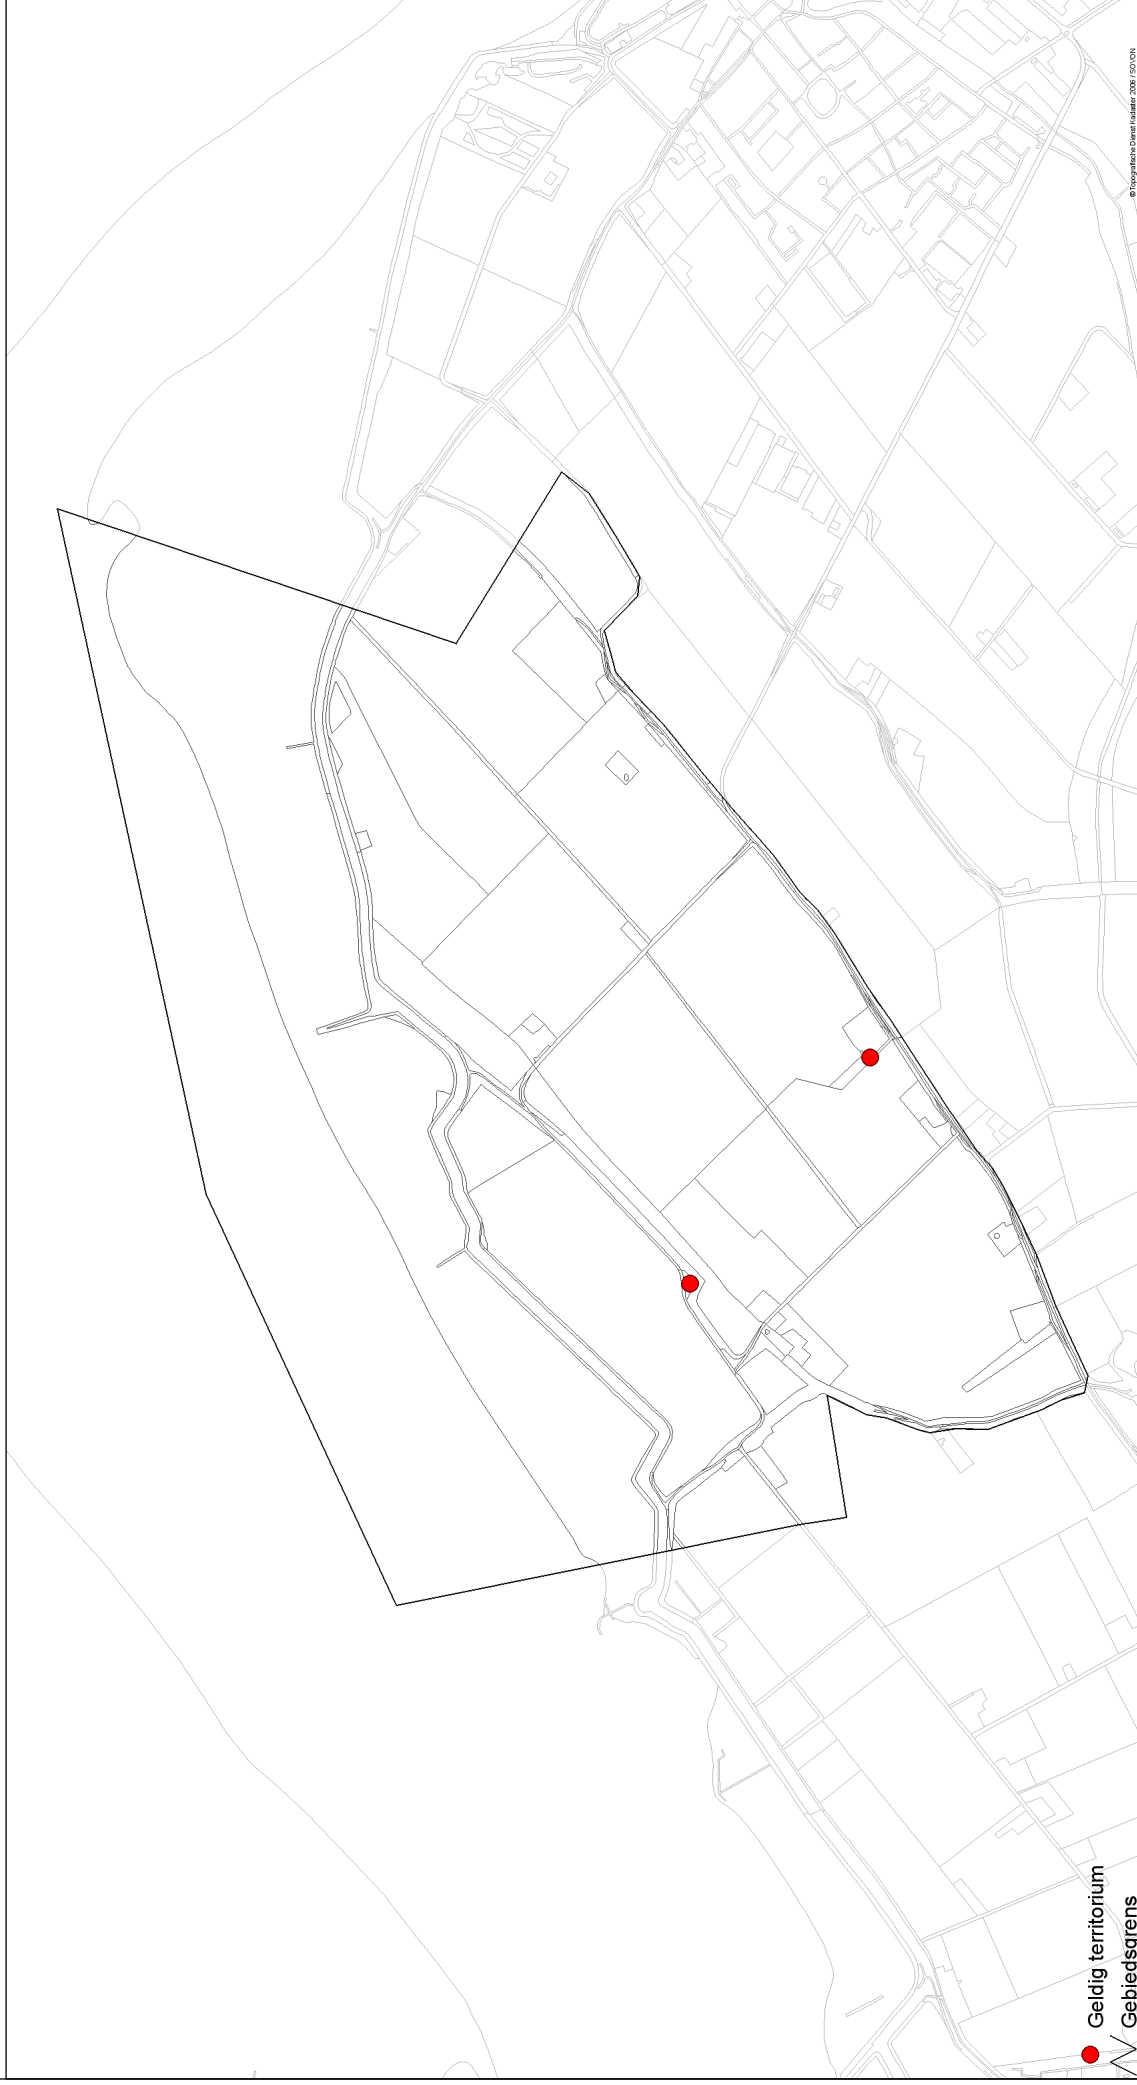 © Topografische Dienst Kadaster 2006 / SOVON
Geldig territorium
Gebiedsgrens